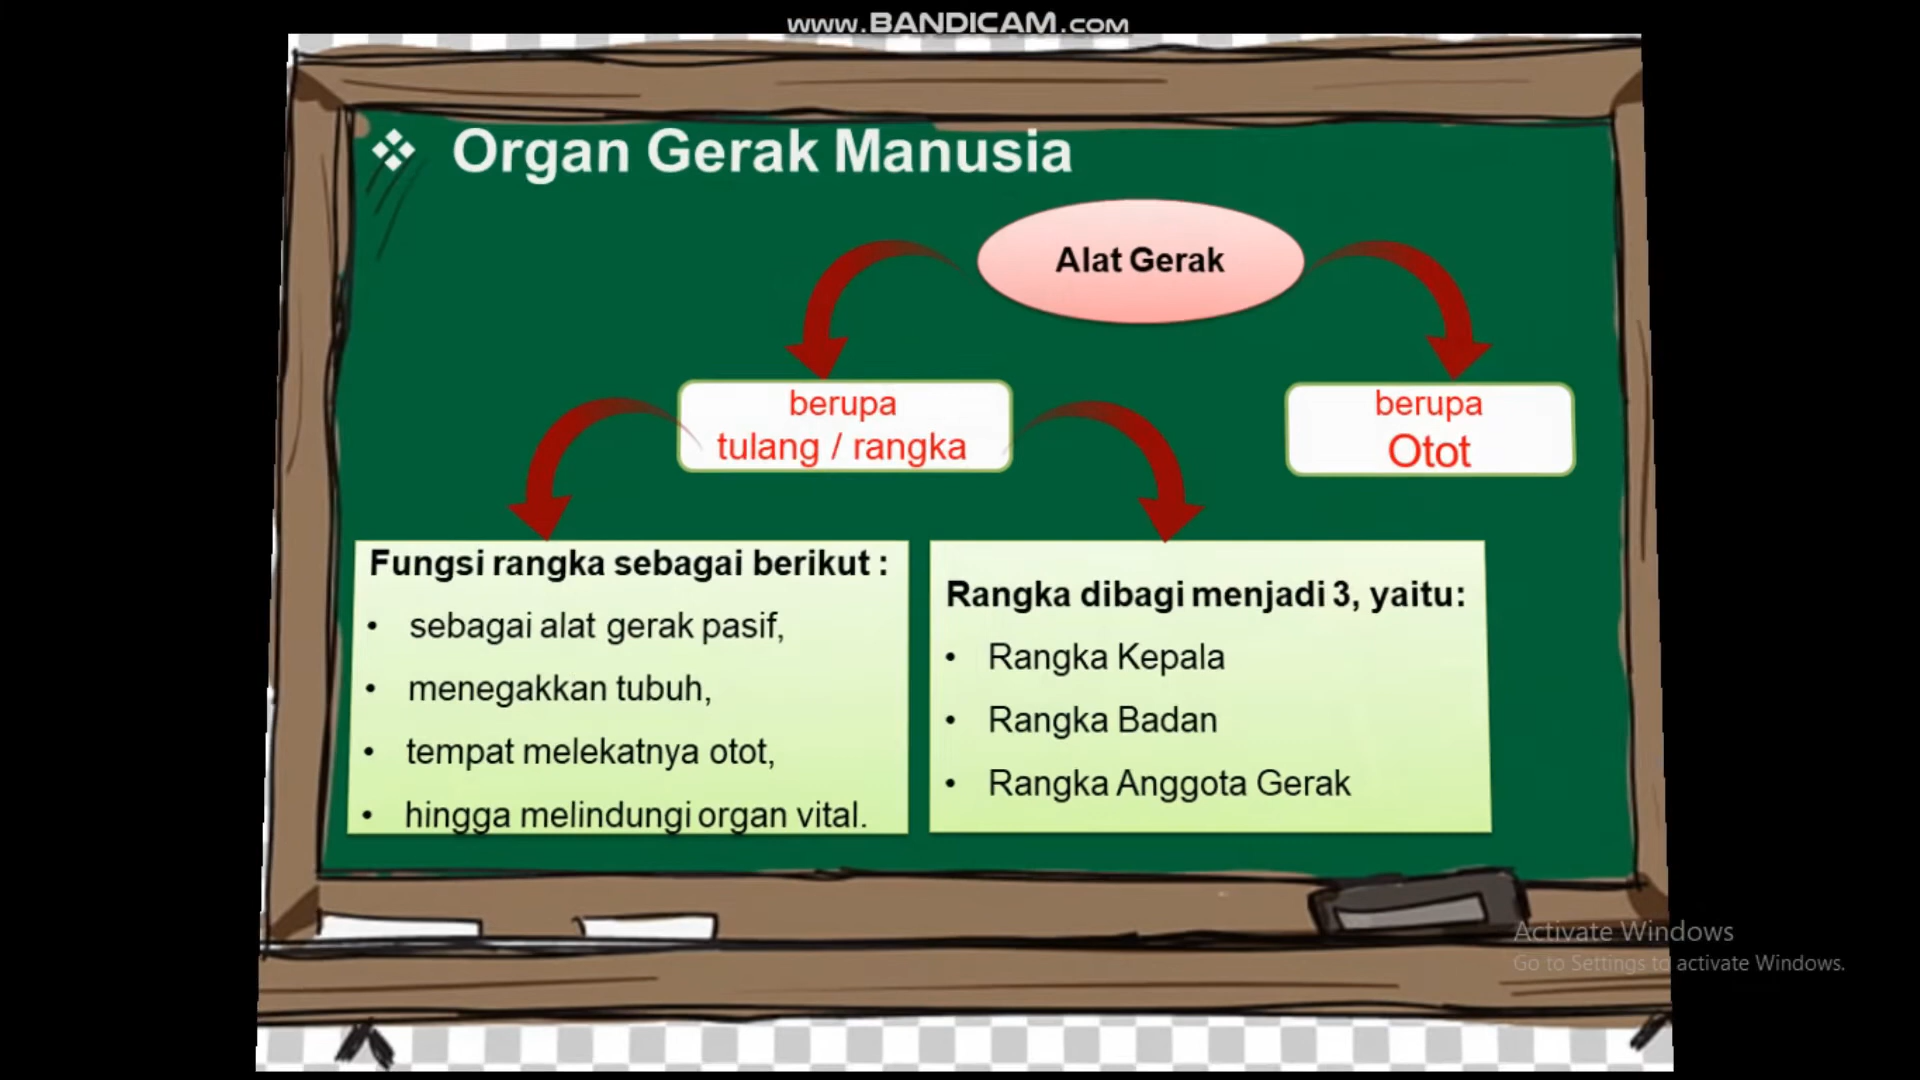 www.BANDICAM.com
❖ Organ Gerak Manusia
Alat Gerak
berupa
tulang / rangka
berupa
Otot
Fungsi rangka sebagai berikut :
• sebagai alat gerak pasif,
• menegakkan tubuh,
• tempat melekatnya otot,
• hingga melindungi organ vital.
Rangka dibagi menjadi 3, yaitu:
• Rangka Kepala
• Rangka Badan
• Rangka Anggota Gerak
Activate Windows
Go to Settings to activate Windows.